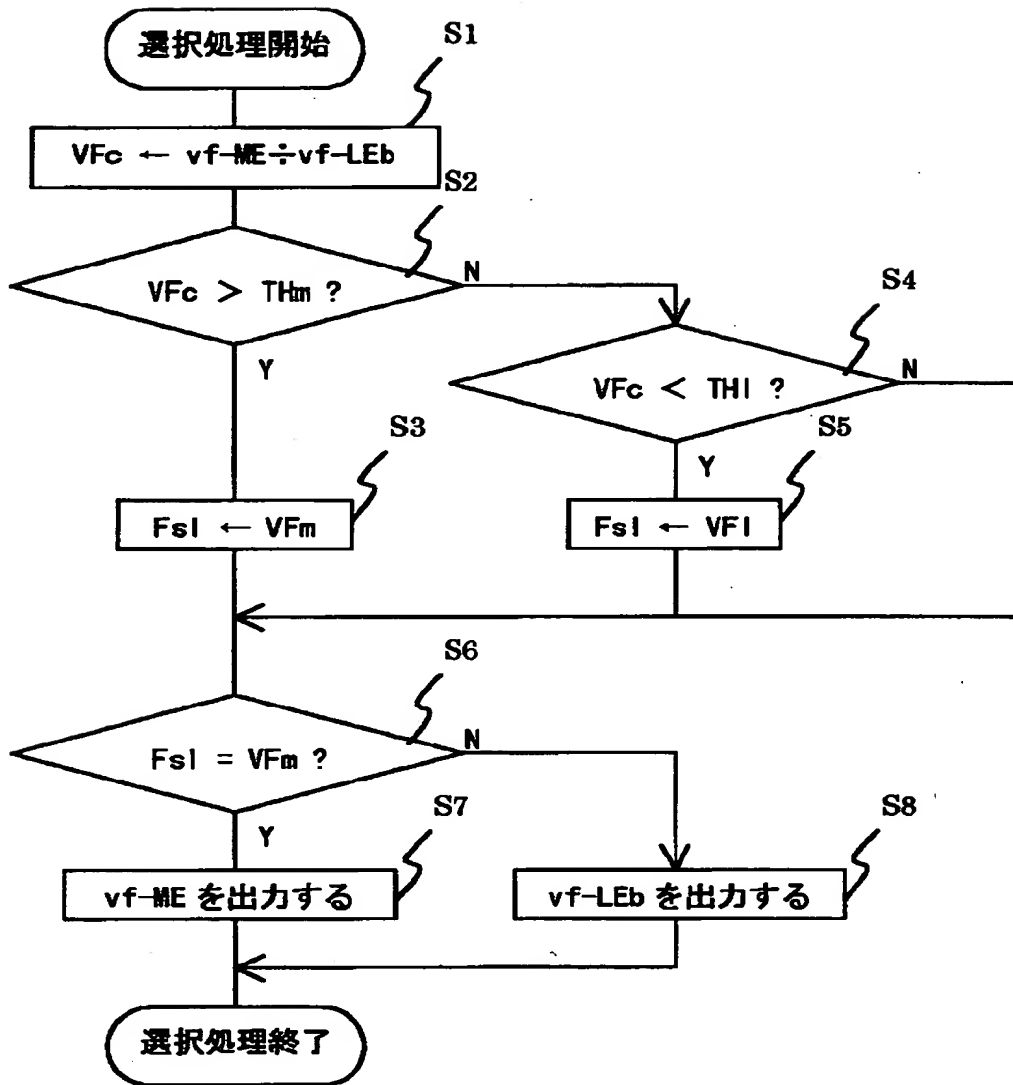 選択処理開始
S1
VFc ← vf-ME÷vf-LEb
S2
VFc > THm ?
N
Y
S4
VFc < THl ?
N
Y
S3
Fsl ← VFm
S5
Fsl ← VFl
S6
Fsl = VFm ?
N
Y
S7
vf-ME を出力する
S8
vf-LEb を出力する
選択処理終了